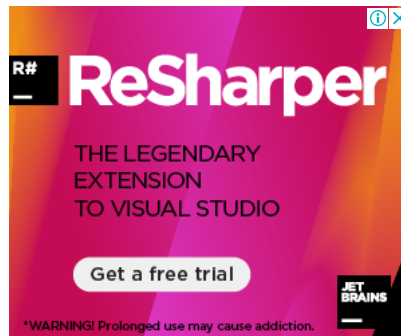 R#
ReSharper
THE LEGENDARY
EXTENSION
TO VISUAL STUDIO
Get a free trial
JET
BRAINS
*WARNING! Prolonged use may cause addiction.